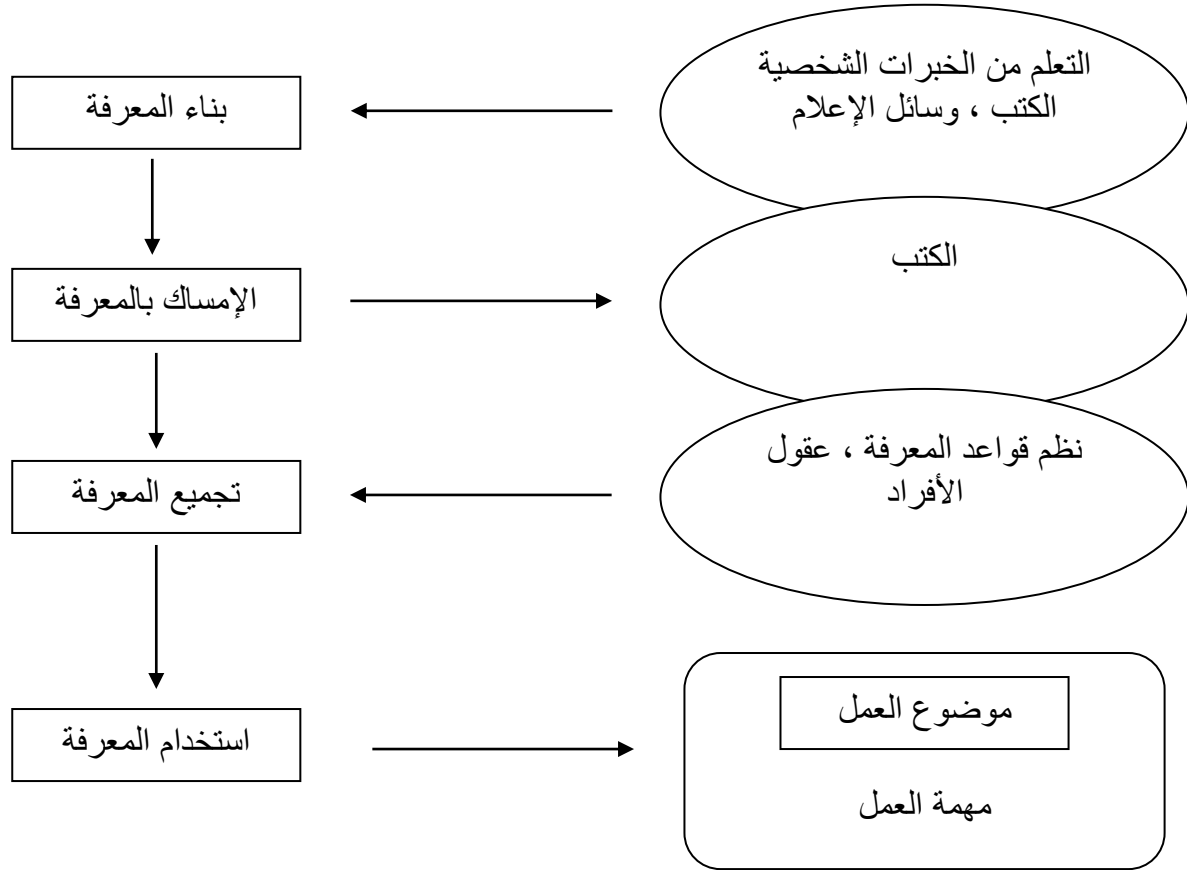 التعلم من الخبرات الشخصية
الكتب ، وسائل الإعلام
بناء المعرفة
الكتب
الإمساك بالمعرفة
نظم قواعد المعرفة ، عقول
الأفراد
تجميع المعرفة
موضوع العمل
استخدام المعرفة
مهمة العمل